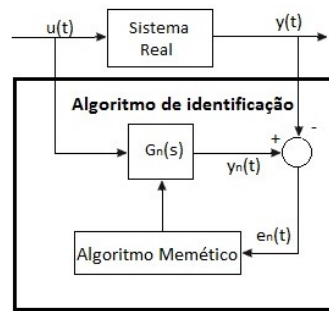 u(t)
Sistema
Real
y(t)
Algoritmo de identificação
Gn(s)
+
-
yn(t)
en(t)
Algoritmo Memético